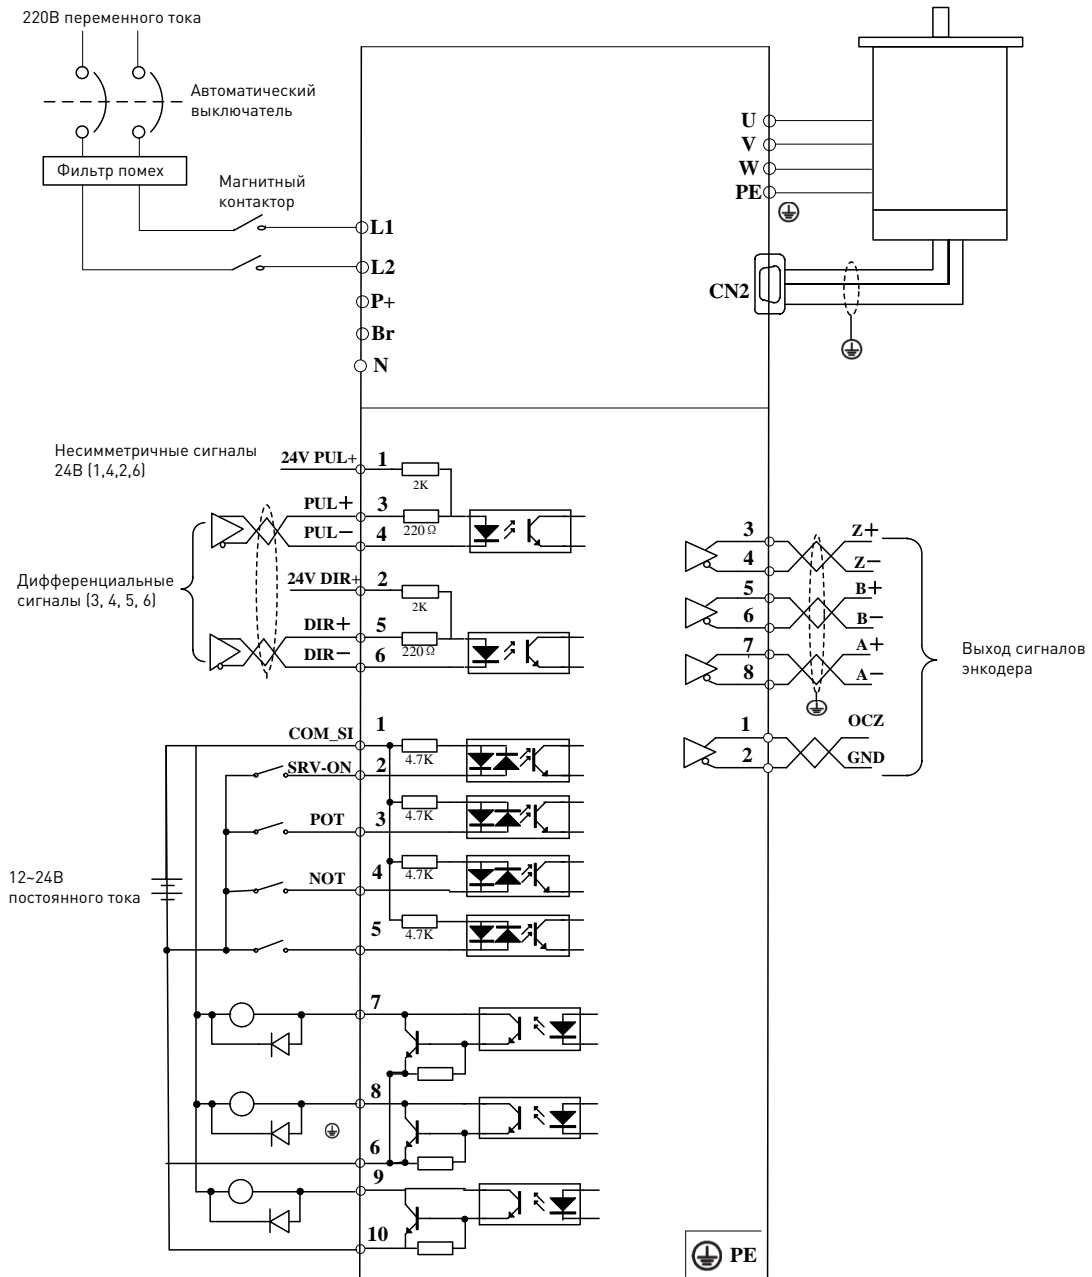 220В переменного тока
Автоматический
выключатель
Фильтр помех
Магнитный
контактор
L1
L2
P+
Br
N
U
V
W
PE
CN2
Несимметричные сигналы
24В (1,4,2,6)
24V PUL+
1
2K
PUL+
3
220Ω
PUL−
4
Дифференциальные
сигналы (3, 4, 5, 6)
24V DIR+
2
2K
DIR+
5
220Ω
DIR−
6
3
Z+
4
Z−
5
B+
6
B−
7
A+
8
A−
1
OCZ
2
GND
Выход сигналов
энкодера
COM_SI
1
4.7K
SRV-ON
2
4.7K
POT
3
4.7K
NOT
4
4.7K
5
12~24В
постоянного тока
7
8
6
9
10
PE